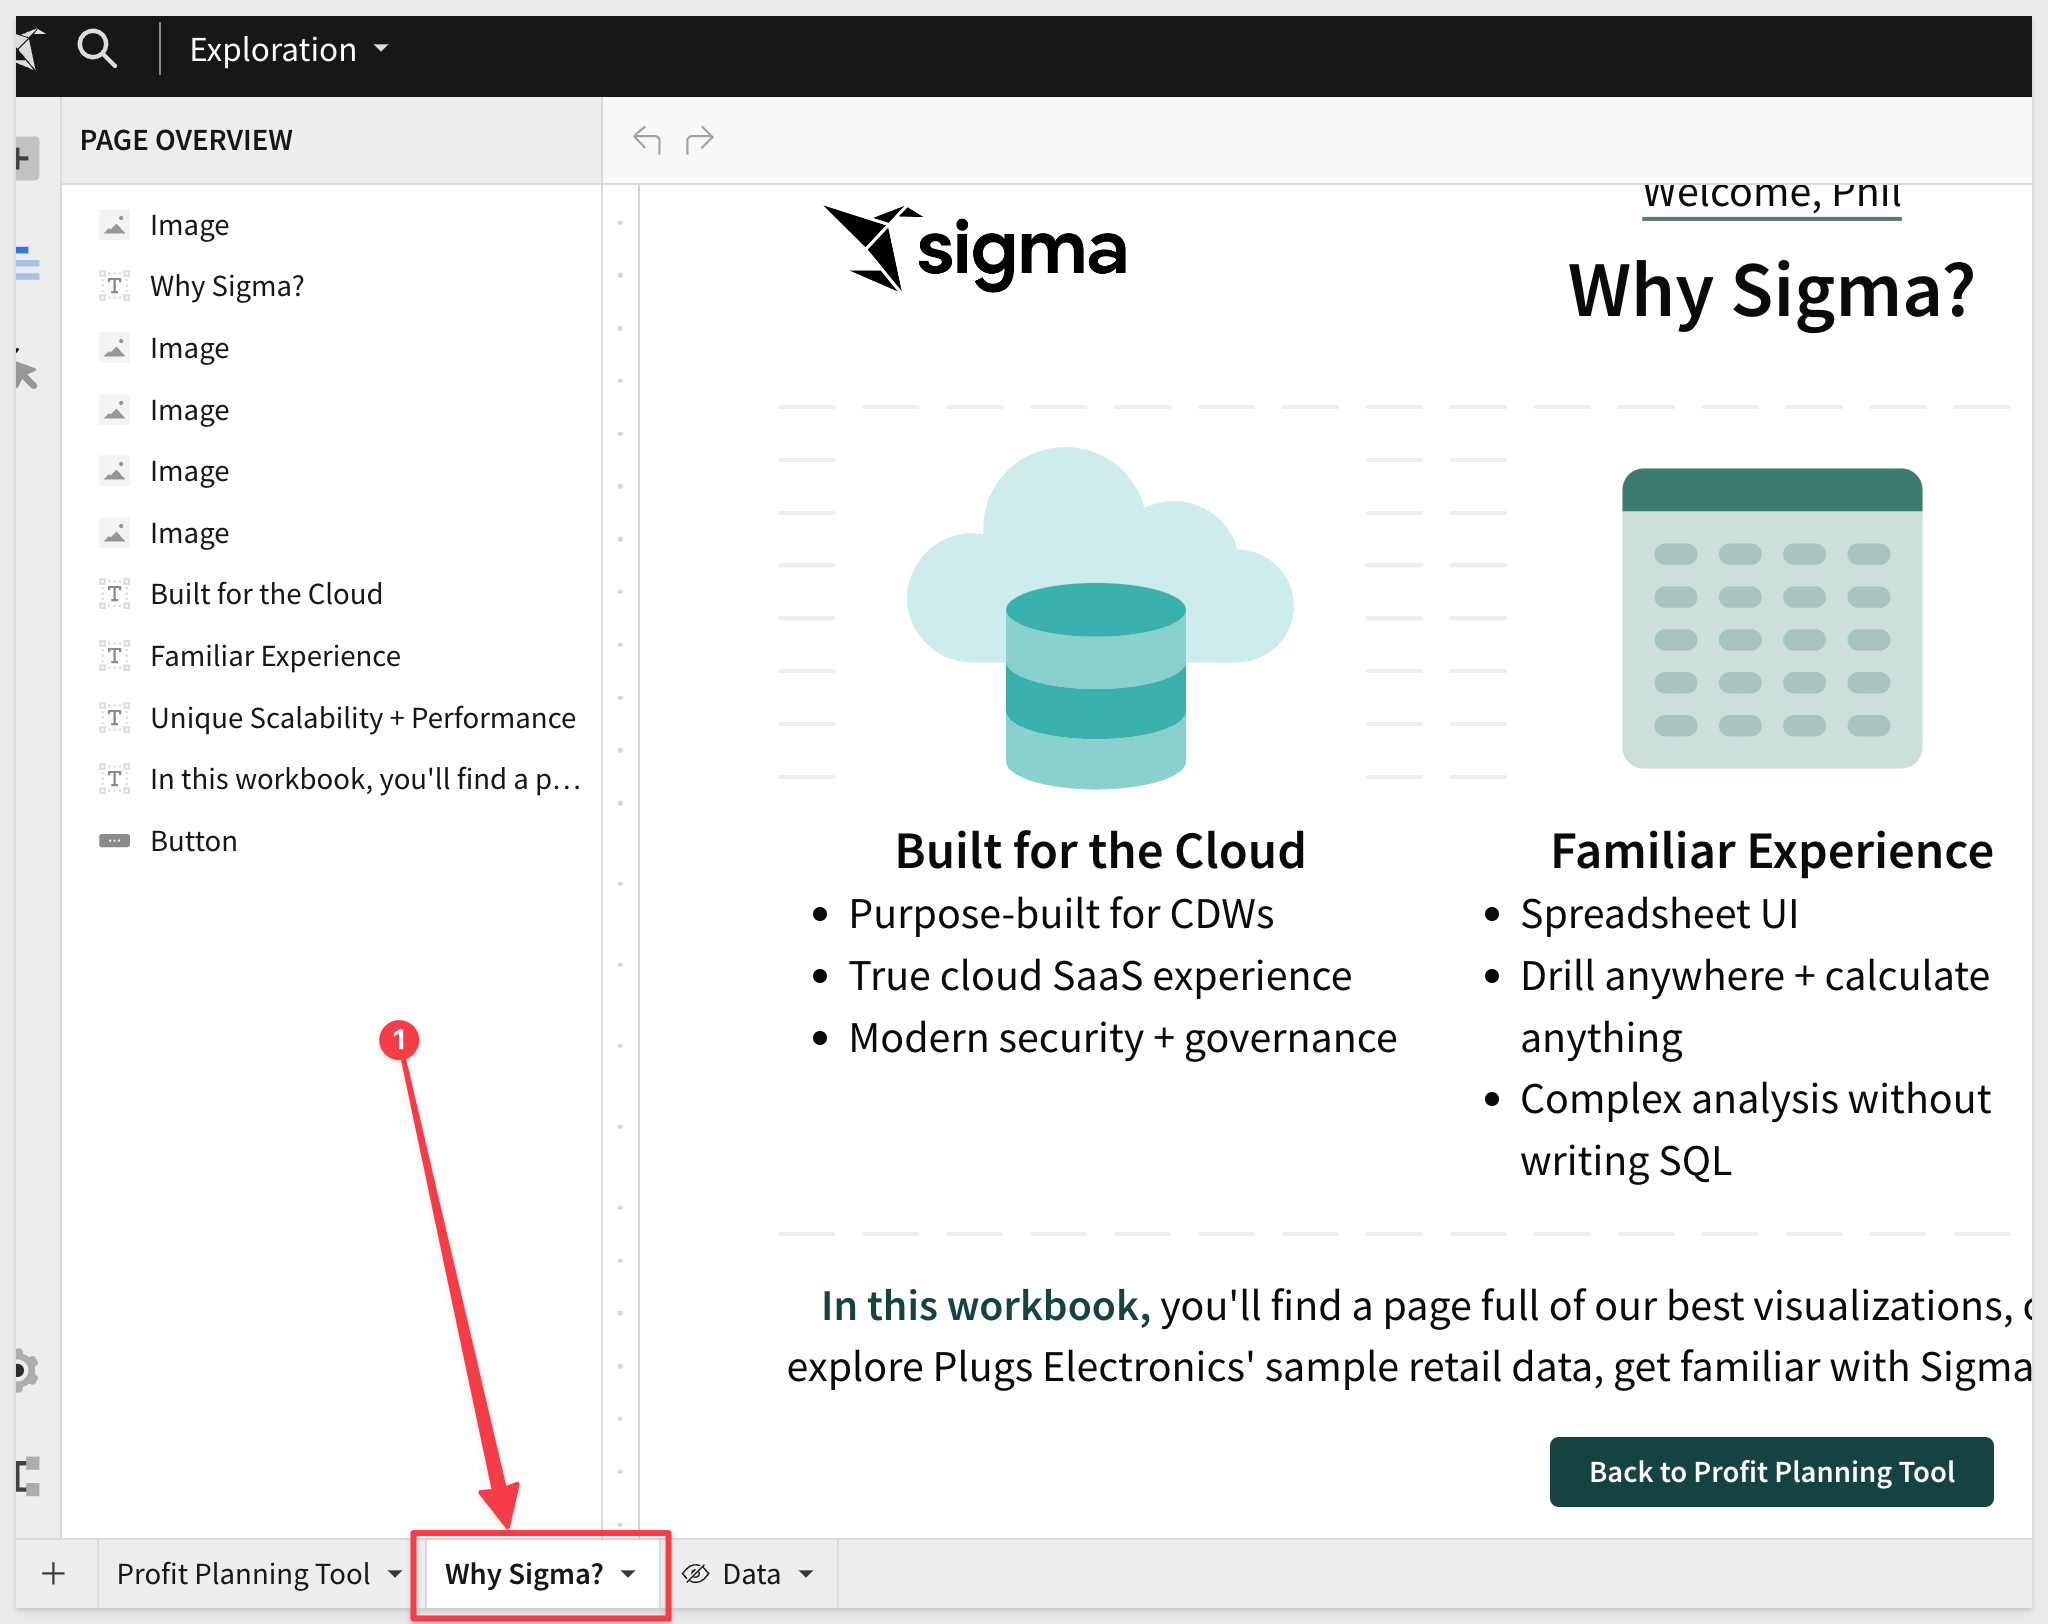 Exploration
PAGE OVERVIEW
Image
Why Sigma?
Image
Image
Image
Image
Built for the Cloud
Familiar Experience
Unique Scalability + Performance
In this workbook, you'll find a p…
Button
Welcome, Phil
sigma
Why Sigma?
Built for the Cloud
• Purpose-built for CDWs
• True cloud SaaS experience
• Modern security + governance
Familiar Experience
• Spreadsheet UI
• Drill anywhere + calculate
anything
• Complex analysis without
writing SQL
In this workbook, you'll find a page full of our best visualizations,
explore Plugs Electronics' sample retail data, get familiar with Sigma
Back to Profit Planning Tool
1
Profit Planning Tool
Why Sigma?
Data